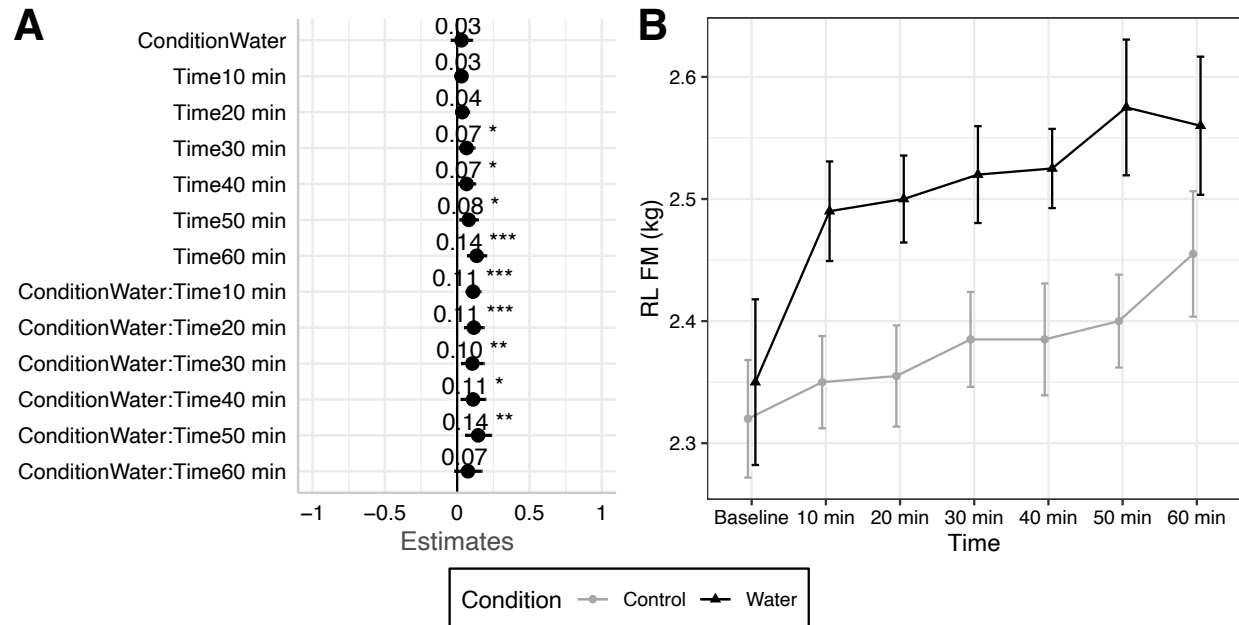 A
ConditionWater 0.03
Time10 min 0.03
Time20 min 0.04
Time30 min 0.07 *
Time40 min 0.07 *
Time50 min 0.08 *
Time60 min 0.14 ***
ConditionWater:Time10 min 0.11 ***
ConditionWater:Time20 min 0.11 ***
ConditionWater:Time30 min 0.10 **
ConditionWater:Time40 min 0.11 *
ConditionWater:Time50 min 0.14 **
ConditionWater:Time60 min 0.07
−1 −0.5 0 0.5 1
Estimates
B
RL FM (kg)
2.6
2.5
2.4
2.3
Baseline 10 min 20 min 30 min 40 min 50 min 60 min
Time
Condition Control Water